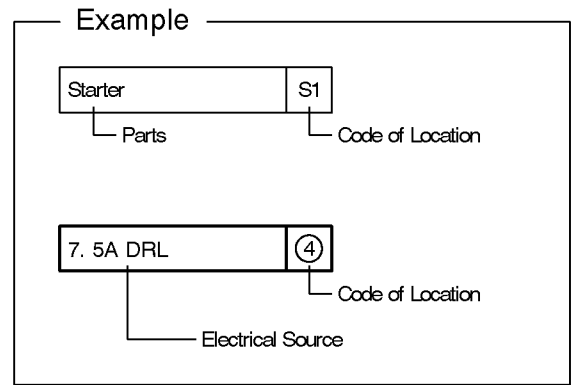 Example
Starter S1
Parts Code of Location
7. 5A DRL ④
Code of Location
Electrical Source